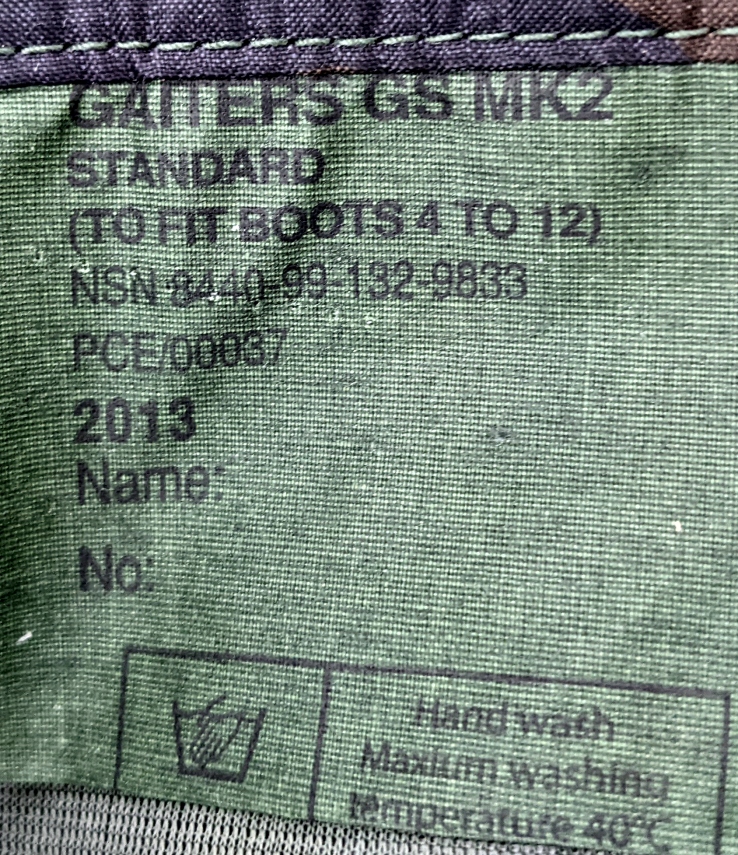 GAITERS GS MK2
STANDARD
(TO FIT BOOTS 4 TO 12)
NSN 8440-99-132-9833
PCE/00037
2013
Name:
No:
Hand wash
Maxium washing
temperature 40°C